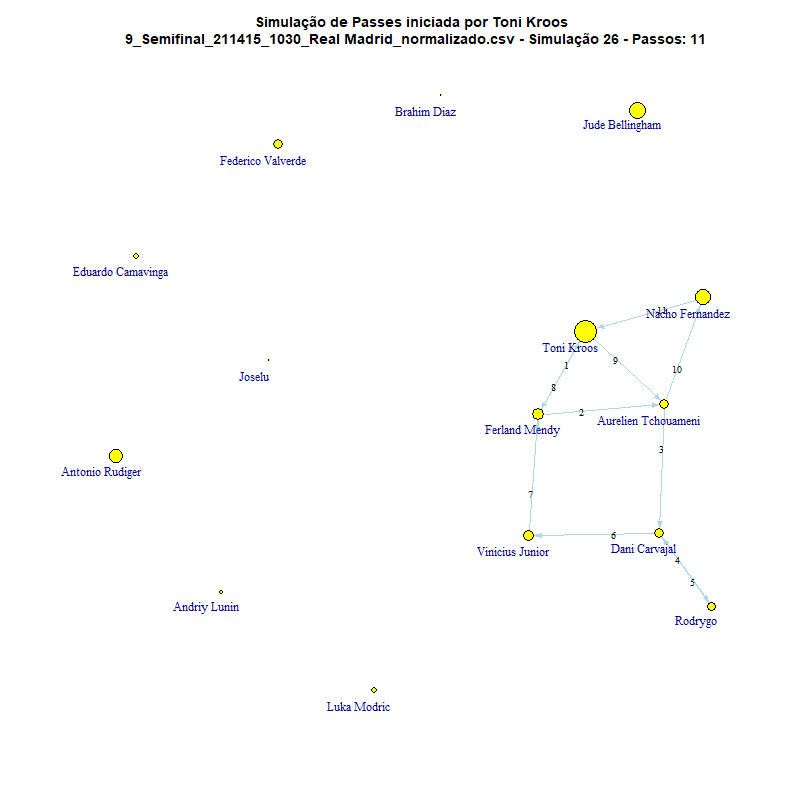 Simulação de Passes iniciada por Toni Kroos
9_Semifinal_211415_1030_Real Madrid_normalizado.csv - Simulação 26 - Passos: 11
Brahim Diaz
Jude Bellingham
Federico Valverde
Eduardo Camavinga
11
Nacho Fernandez
Toni Kroos
9
1
10
Joselu
8
2
Aurelien Tchouameni
Ferland Mendy
3
Antonio Rudiger
7
6
Vinicius Junior
Dani Carvajal
4
5
Andriy Lunin
Rodrygo
Luka Modric